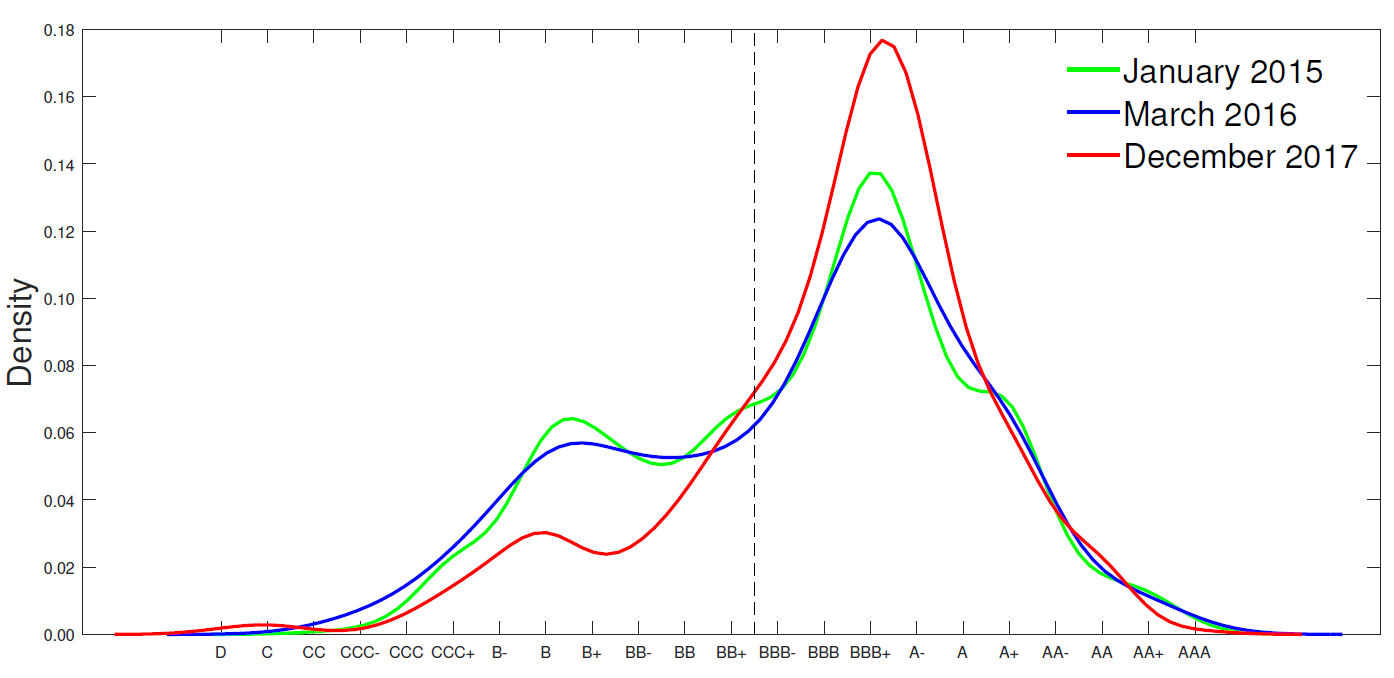 0.18
0.16
0.14
0.12
0.10
0.08
0.06
0.04
0.02
0.00
Density
January 2015
March 2016
December 2017
D C CC CCC- CCC CCC+ B- B B+ BB- BB BB+ BBB- BBB BBB+ A- A A+ AA- AA AA+ AAA